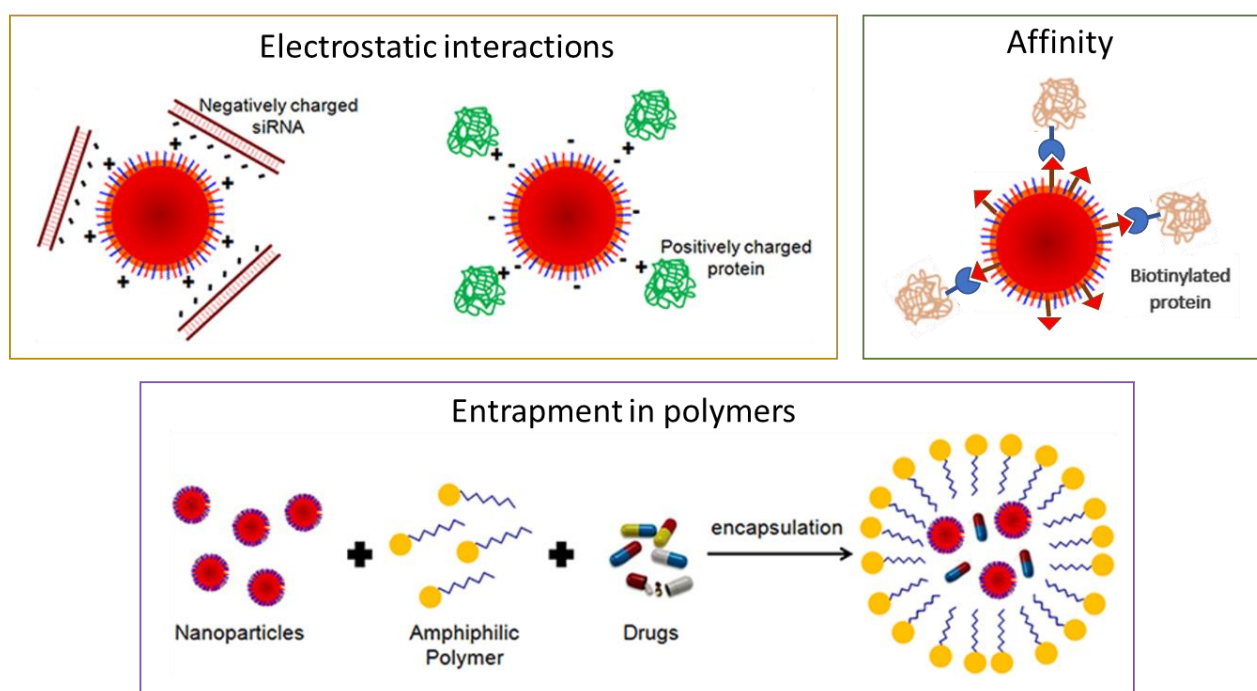 Electrostatic interactions
Negatively charged
siRNA
Positively charged
protein
Affinity
Biotinylated
protein
Entrapment in polymers
encapsulation
Nanoparticles
Amphiphilic
Polymer
Drugs